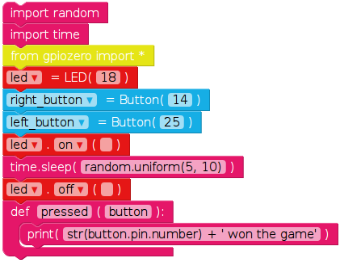 import random
import time
from gpiozero import *
led ▾ = LED( 18 )
right_button ▾ = Button( 14 )
left_button ▾ = Button( 25 )
led ▾ . on ▾ ( )
time.sleep( random.uniform(5, 10) )
led ▾ . off ▾ ( )
def pressed ( button ):
print( str(button.pin.number) + ' won the game' )